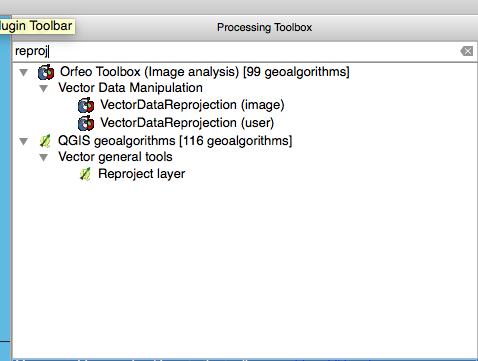 lugin Toolbar
Processing Toolbox
reproj
Orfeo Toolbox (Image analysis) [99 geoalgorithms]
Vector Data Manipulation
VectorDataReprojection (image)
VectorDataReprojection (user)
QGIS geoalgorithms [116 geoalgorithms]
Vector general tools
Reproject layer